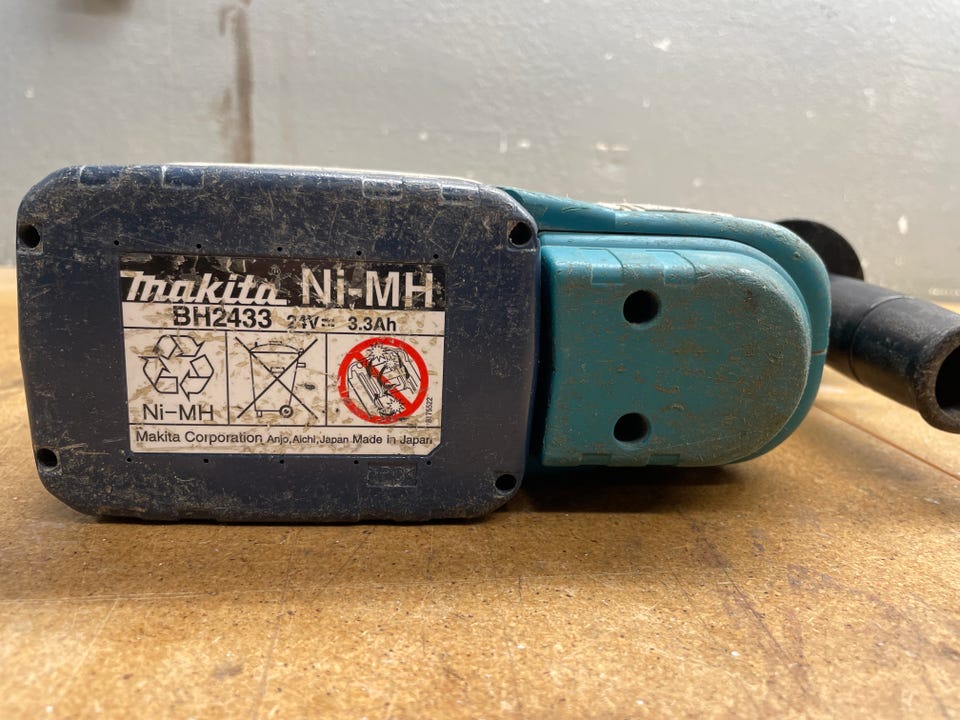 Makita Ni-MH
BH2433 24V⎓ 3.3Ah
Ni-MH
Makita Corporation Anjo,Aichi,Japan Made in Japan